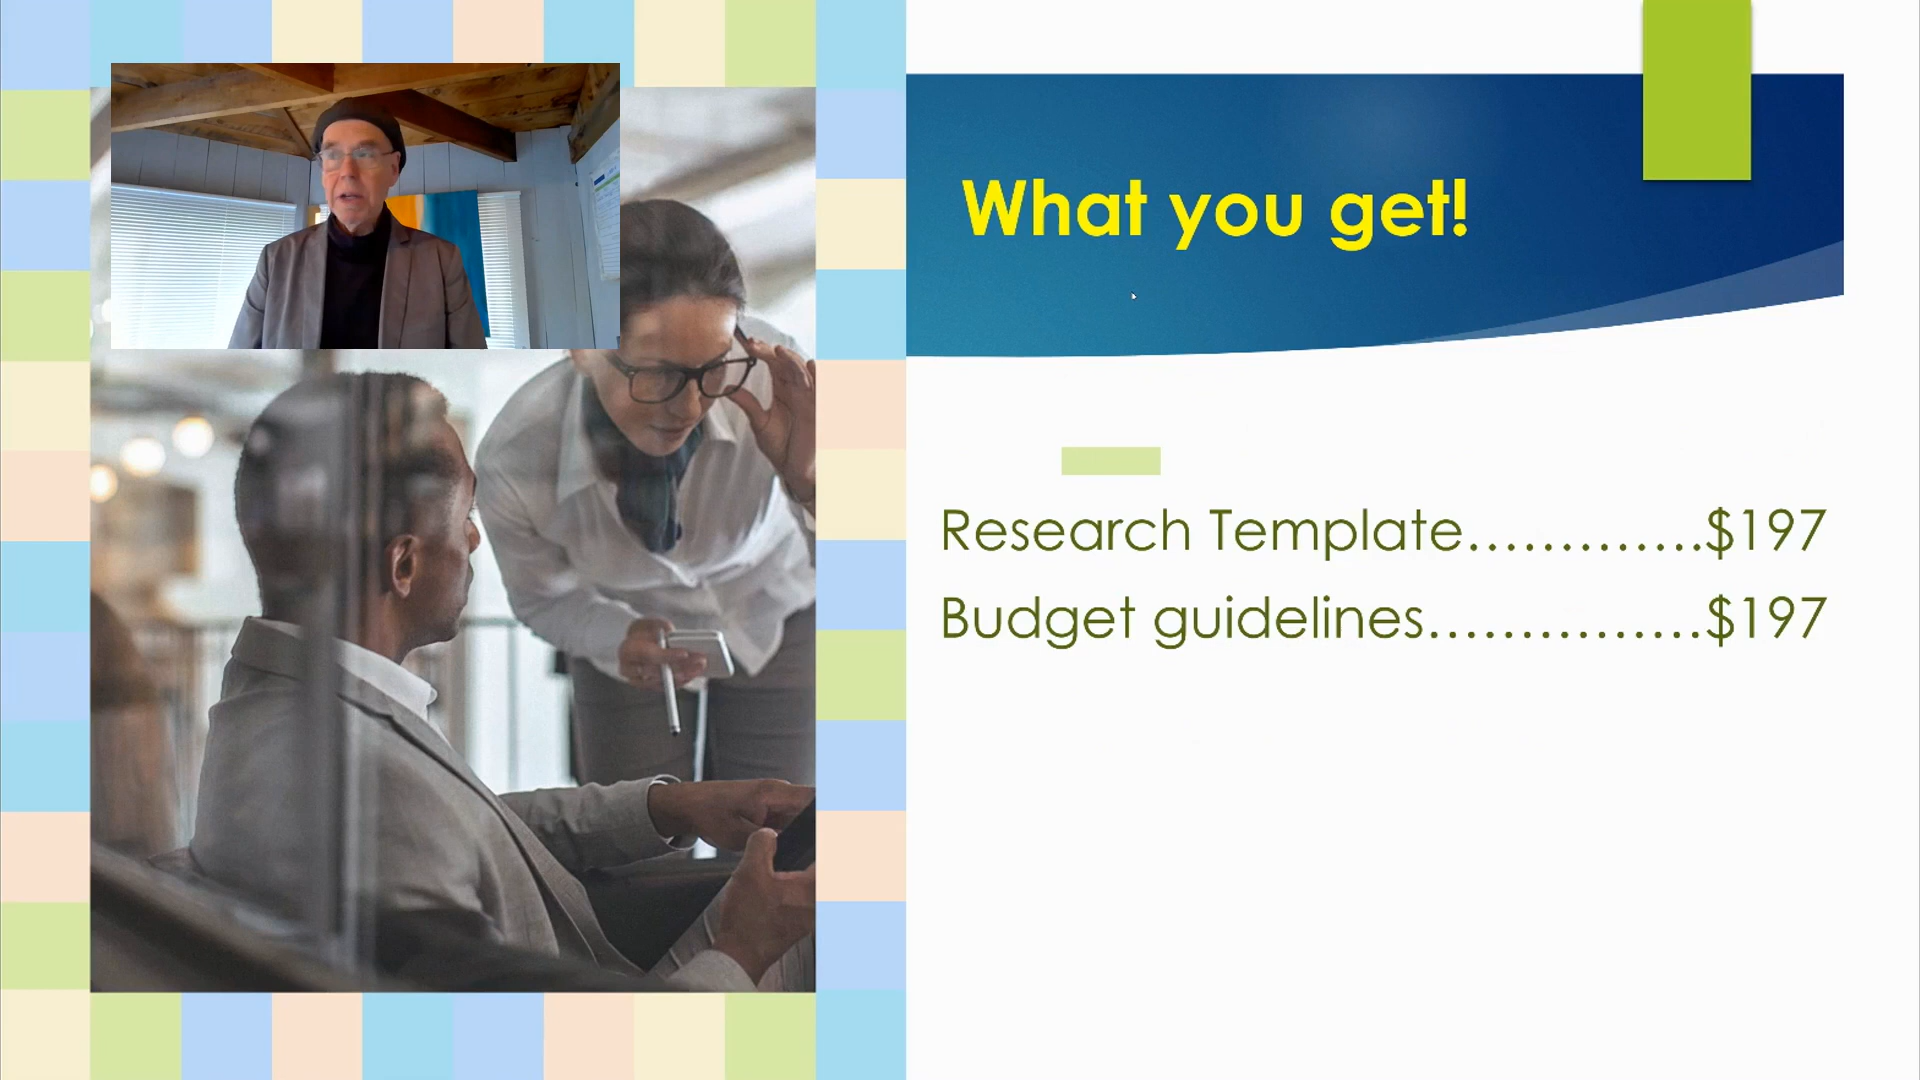 What you get!
Research Template.............$197
Budget guidelines...............$197